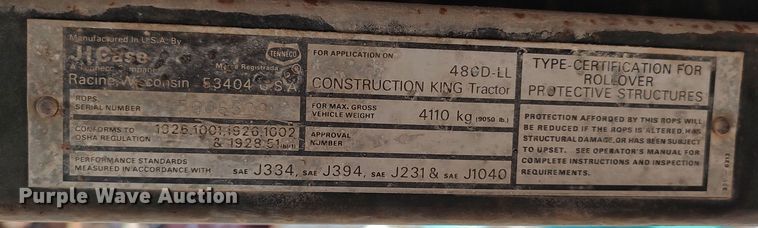 Manufactured In U.S.A. By
JI Case
A Tenneco Company
TENNECO
Marca Registrada
Racine, Wisconsin 53404 U.S.A.
ROPS
SERIAL NUMBER
CONFORMS TO
OSHA REGULATION
1926.1001, 1926.1002
& 1928.51
PERFORMANCE STANDARDS
MEASURED IN ACCORDANCE WITH
SAE J334, SAE J394, SAE J231 & SAE J1040
FOR APPLICATION ON
480D-LL
CONSTRUCTION KING Tractor
FOR MAX. GROSS
VEHICLE WEIGHT
4110 kg (9050 lb.)
APPROVAL
NUMBER
TYPE-CERTIFICATION FOR
ROLLOVER
PROTECTIVE STRUCTURES
PROTECTION AFFORDED BY THIS ROPS WILL
BE REDUCED IF THE ROPS IS ALTERED, HAS
STRUCTURAL DAMAGE, OR HAS BEEN SUBJECT
TO UPSET. SEE OPERATOR'S MANUAL FOR
COMPLETE INSTRUCTIONS AND INSPECTION
REQUIREMENTS.
Purple Wave Auction